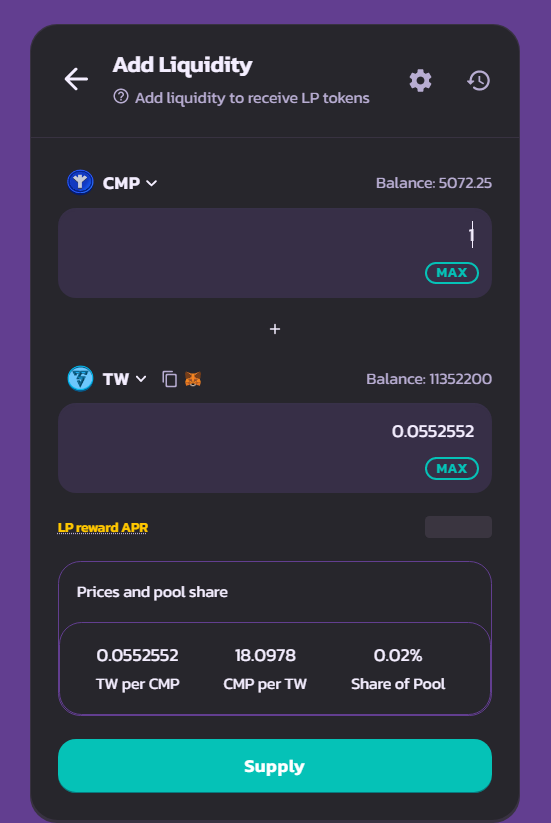 Add Liquidity
Add liquidity to receive LP tokens
CMP Balance: 5072.25
1
MAX
+
TW Balance: 11352200
0.0552552
MAX
LP reward APR
Prices and pool share
0.0552552 18.0978 0.02%
TW per CMP CMP per TW Share of Pool
Supply